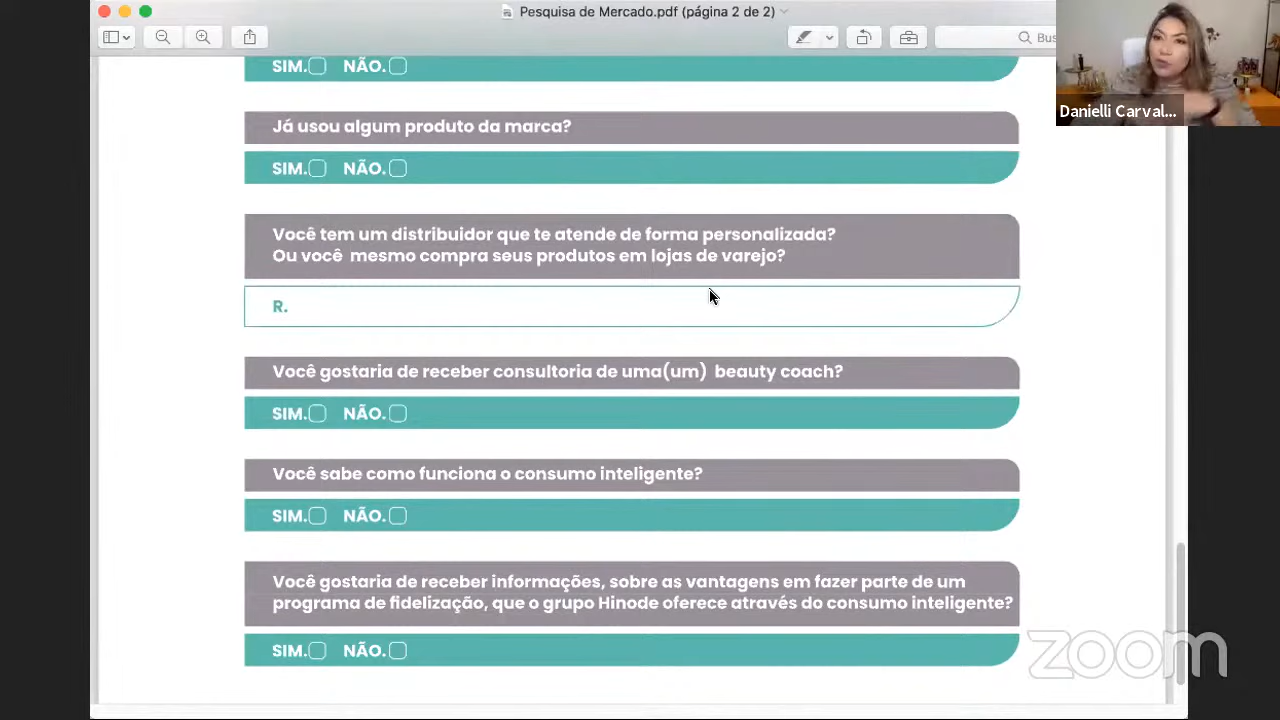 Pesquisa de Mercado.pdf (página 2 de 2)
Bus
Danielli Carval...
SIM. NÃO.
Já usou algum produto da marca?
SIM. NÃO.
Você tem um distribuidor que te atende de forma personalizada?
Ou você mesmo compra seus produtos em lojas de varejo?
R.
Você gostaria de receber consultoria de uma(um) beauty coach?
SIM. NÃO.
Você sabe como funciona o consumo inteligente?
SIM. NÃO.
Você gostaria de receber informações, sobre as vantagens em fazer parte de um
programa de fidelização, que o grupo Hinode oferece através do consumo inteligente?
SIM. NÃO.
zoom